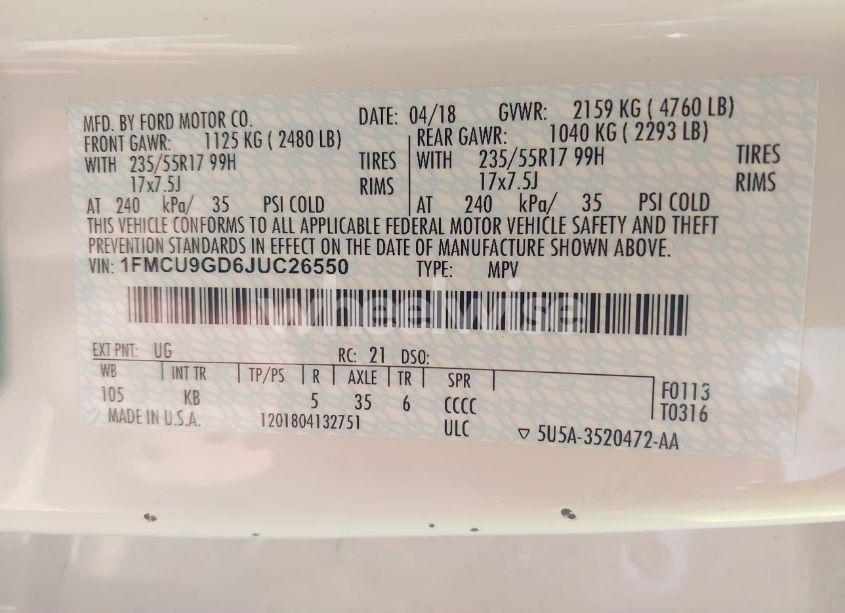 MFD. BY FORD MOTOR CO. DATE: 04/18 GVWR: 2159 KG ( 4760 LB)
FRONT GAWR: 1125 KG ( 2480 LB) REAR GAWR: 1040 KG ( 2293 LB)
WITH 235/55R17 99H TIRES WITH 235/55R17 99H TIRES
17x7.5J RIMS 17x7.5J RIMS
AT 240 kPa/ 35 PSI COLD AT 240 kPa/ 35 PSI COLD
THIS VEHICLE CONFORMS TO ALL APPLICABLE FEDERAL MOTOR VEHICLE SAFETY AND THEFT
PREVENTION STANDARDS IN EFFECT ON THE DATE OF MANUFACTURE SHOWN ABOVE.
VIN: 1FMCU9GD6JUC26550 TYPE: MPV
wheelwise
EXT PNT: UG RC: 21 DSO:
WB INT TR TP/PS R AXLE TR SPR F0113
105 KB 5 35 6 CCCC T0316
MADE IN U.S.A. 1201804132751 ULC ▽ 5U5A-3520472-AA